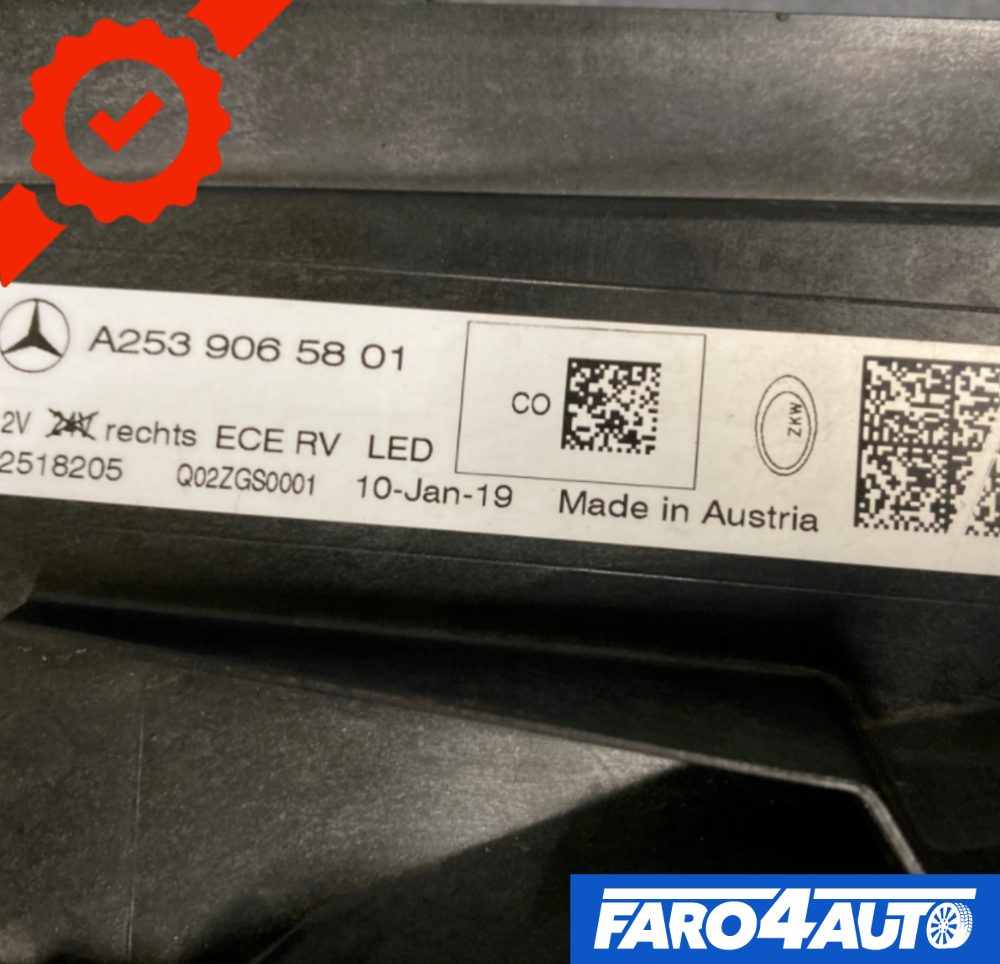 A253 906 58 01
CO
2V 24V rechts ECE RV LED
ZKW
2518205 Q02ZGS0001 10-Jan-19 Made in Austria
FARO4AUTO